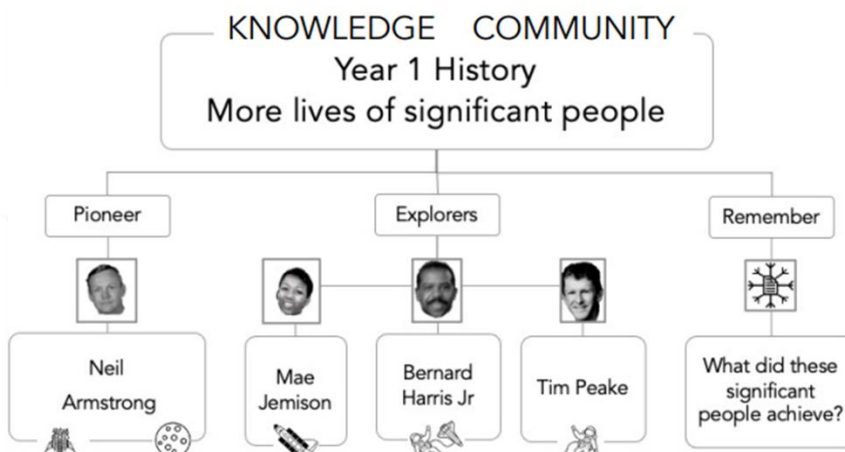 KNOWLEDGE COMMUNITY
Year 1 History
More lives of significant people
Pioneer
Explorers
Remember
Neil
Armstrong
Mae
Jemison
Bernard
Harris Jr
Tim Peake
What did these
significant
people achieve?